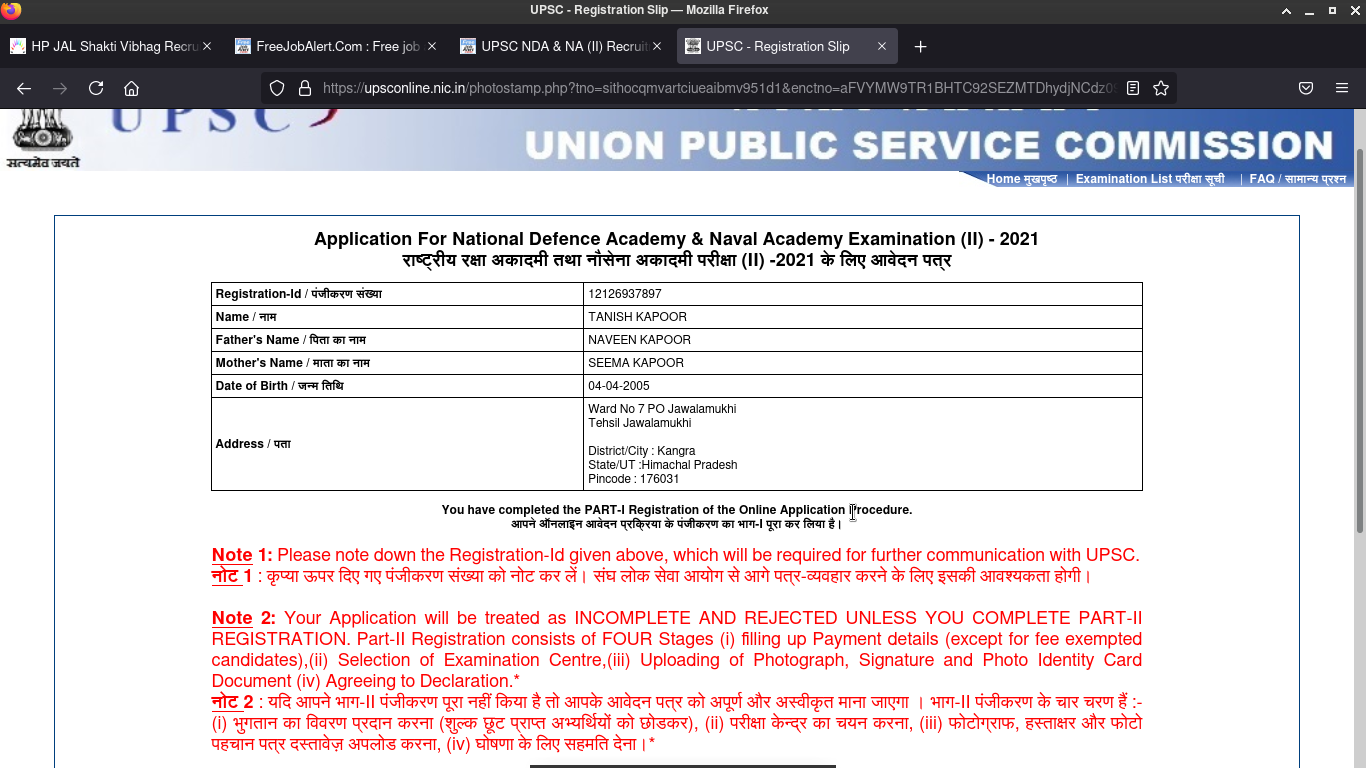 UPSC - Registration Slip — Mozilla Firefox
HP JAL Shakti Vibhag Recru
FreeJobAlert.Com : Free job
UPSC NDA & NA (II) Recruit
UPSC - Registration Slip
https://upsconline.nic.in/photostamp.php?tno=sithocqmvartciueaibmv951d1&enctno=aFVYMW9TR1BHTC92SEZMTDhydjNCdz0
UPSC
सत्यमेव जयते
UNION PUBLIC SERVICE COMMISSION
Home मुखपृष्ठ | Examination List परीक्षा सूची | FAQ / सामान्य प्रश्न
Application For National Defence Academy & Naval Academy Examination (II) - 2021
राष्ट्रीय रक्षा अकादमी तथा नौसेना अकादमी परीक्षा (II) -2021 के लिए आवेदन पत्र
Registration-Id / पंजीकरण संख्या 12126937897
Name / नाम TANISH KAPOOR
Father's Name / पिता का नाम NAVEEN KAPOOR
Mother's Name / माता का नाम SEEMA KAPOOR
Date of Birth / जन्म तिथि 04-04-2005
Address / पता
Ward No 7 PO Jawalamukhi
Tehsil Jawalamukhi
District/City : Kangra
State/UT :Himachal Pradesh
Pincode : 176031
You have completed the PART-I Registration of the Online Application Procedure.
आपने ऑनलाइन आवेदन प्रक्रिया के पंजीकरण का भाग-I पूरा कर लिया है।
Note 1: Please note down the Registration-Id given above, which will be required for further communication with UPSC.
नोट 1 : कृप्या ऊपर दिए गए पंजीकरण संख्या को नोट कर लें। संघ लोक सेवा आयोग से आगे पत्र-व्यवहार करने के लिए इसकी आवश्यकता होगी।
Note 2: Your Application will be treated as INCOMPLETE AND REJECTED UNLESS YOU COMPLETE PART-II
REGISTRATION. Part-II Registration consists of FOUR Stages (i) filling up Payment details (except for fee exempted
candidates),(ii) Selection of Examination Centre,(iii) Uploading of Photograph, Signature and Photo Identity Card
Document (iv) Agreeing to Declaration.*
नोट 2 : यदि आपने भाग-II पंजीकरण पूरा नहीं किया है तो आपके आवेदन पत्र को अपूर्ण और अस्वीकृत माना जाएगा । भाग-II पंजीकरण के चार चरण हैं :-
(i) भुगतान का विवरण प्रदान करना (शुल्क छूट प्राप्त अभ्यर्थियों को छोडकर), (ii) परीक्षा केन्द्र का चयन करना, (iii) फोटोग्राफ, हस्ताक्षर और फोटो
पहचान पत्र दस्तावेज़ अपलोड करना, (iv) घोषणा के लिए सहमति देना।*